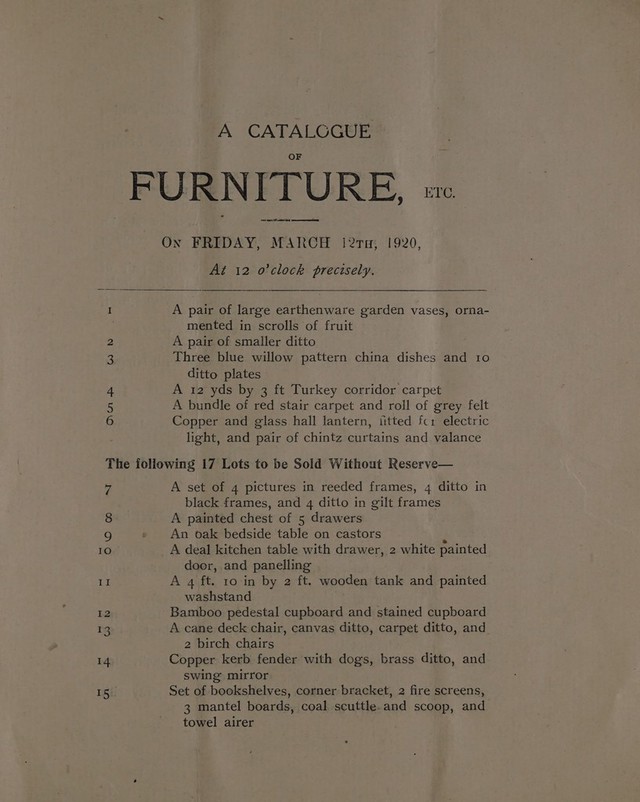 A CATALOGUE
OF
FURNITURE, ETC.
On FRIDAY, MARCH 12TH, 1920,
At 12 o'clock precisely.
1 A pair of large earthenware garden vases, orna-
mented in scrolls of fruit
2 A pair of smaller ditto
3 Three blue willow pattern china dishes and 10
ditto plates
4 A 12 yds by 3 ft Turkey corridor carpet
5 A bundle of red stair carpet and roll of grey felt
6 Copper and glass hall lantern, fitted for electric
light, and pair of chintz curtains and valance
The following 17 Lots to be Sold Without Reserve—
7 A set of 4 pictures in reeded frames, 4 ditto in
black frames, and 4 ditto in gilt frames
8 A painted chest of 5 drawers
9 An oak bedside table on castors
10 A deal kitchen table with drawer, 2 white painted
door, and panelling
11 A 4 ft. 10 in by 2 ft. wooden tank and painted
washstand
12 Bamboo pedestal cupboard and stained cupboard
13 A cane deck chair, canvas ditto, carpet ditto, and
2 birch chairs
14 Copper kerb fender with dogs, brass ditto, and
swing mirror
15 Set of bookshelves, corner bracket, 2 fire screens,
3 mantel boards, coal scuttle and scoop, and
towel airer